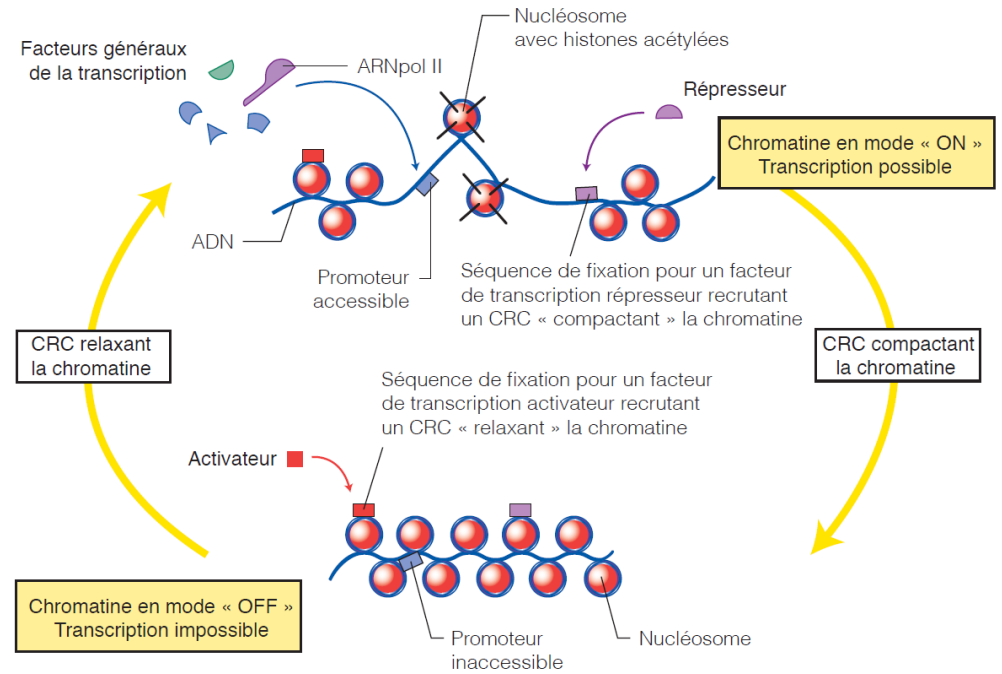 Nucléosome
avec histones acétylées
Facteurs généraux
de la transcription
ARNpol II
Répresseur
Chromatine en mode « ON »
Transcription possible
ADN
Promoteur
accessible
Séquence de fixation pour un facteur
de transcription répresseur recrutant
un CRC « compactant » la chromatine
CRC relaxant
la chromatine
CRC compactant
la chromatine
Séquence de fixation pour un facteur
de transcription activateur recrutant
un CRC « relaxant » la chromatine
Activateur
Chromatine en mode « OFF »
Transcription impossible
Promoteur
inaccessible
Nucléosome